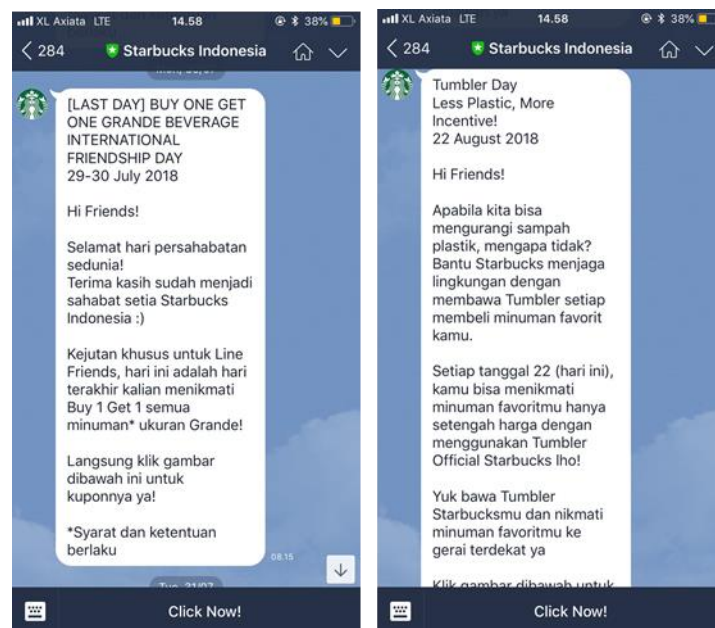 XL Axiata LTE 14.58 38%
284 Starbucks Indonesia
[LAST DAY] BUY ONE GET
ONE GRANDE BEVERAGE
INTERNATIONAL
FRIENDSHIP DAY
29-30 July 2018
Hi Friends!
Selamat hari persahabatan
sedunia!
Terima kasih sudah menjadi
sahabat setia Starbucks
Indonesia :)
Kejutan khusus untuk Line
Friends, hari ini adalah hari
terakhir kalian menikmati
Buy 1 Get 1 semua
minuman* ukuran Grande!
Langsung klik gambar
dibawah ini untuk
kuponnya ya!
*Syarat dan ketentuan
berlaku
08.15
Tue, 31/07
Click Now!
XL Axiata LTE 14.58 38%
284 Starbucks Indonesia
Tumbler Day
Less Plastic, More
Incentive!
22 August 2018
Hi Friends!
Apabila kita bisa
mengurangi sampah
plastik, mengapa tidak?
Bantu Starbucks menjaga
lingkungan dengan
membawa Tumbler setiap
membeli minuman favorit
kamu.
Setiap tanggal 22 (hari ini),
kamu bisa menikmati
minuman favoritmu hanya
setengah harga dengan
menggunakan Tumbler
Official Starbucks lho!
Yuk bawa Tumbler
Starbucksmu dan nikmati
minuman favoritmu ke
gerai terdekat ya
Klik gambar dibawah untuk
Click Now!